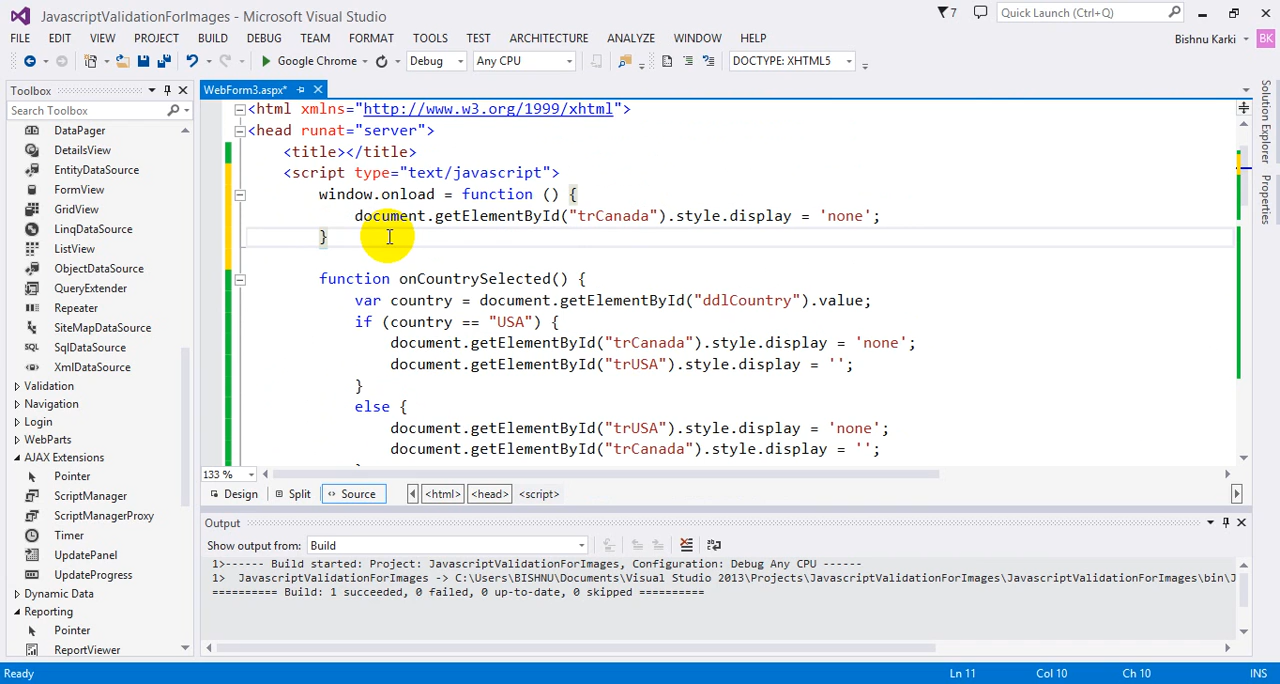 JavascriptValidationForImages - Microsoft Visual Studio
7
Quick Launch (Ctrl+Q)
FILE EDIT VIEW PROJECT BUILD DEBUG TEAM FORMAT TOOLS TEST ARCHITECTURE ANALYZE WINDOW HELP
Bishnu Karki
BK
Google Chrome
Debug
Any CPU
DOCTYPE: XHTML5
Toolbox
Search Toolbox
DataPager
DetailsView
EntityDataSource
FormView
GridView
LinqDataSource
ListView
ObjectDataSource
QueryExtender
Repeater
SiteMapDataSource
SQL SqlDataSource
XmlDataSource
Validation
Navigation
Login
WebParts
AJAX Extensions
Pointer
ScriptManager
ScriptManagerProxy
Timer
UpdatePanel
UpdateProgress
Dynamic Data
Reporting
Pointer
ReportViewer
WebForm3.aspx*
<html xmlns="http://www.w3.org/1999/xhtml">
<head runat="server">
<title></title>
<script type="text/javascript">
window.onload = function () {
document.getElementById("trCanada").style.display = 'none';
}
function onCountrySelected() {
var country = document.getElementById("ddlCountry").value;
if (country == "USA") {
document.getElementById("trCanada").style.display = 'none';
document.getElementById("trUSA").style.display = '';
}
else {
document.getElementById("trUSA").style.display = 'none';
document.getElementById("trCanada").style.display = '';
133 %
Design Split Source <html> <head> <script>
Output
Show output from: Build
1>------ Build started: Project: JavascriptValidationForImages, Configuration: Debug Any CPU ------
1>  JavascriptValidationForImages -> C:\Users\BISHNU\Documents\Visual Studio 2013\Projects\JavascriptValidationForImages\JavascriptValidationForImages\bin\J
========== Build: 1 succeeded, 0 failed, 0 up-to-date, 0 skipped ==========
Solution Explorer
Properties
Ready
Ln 11
Col 10
Ch 10
INS